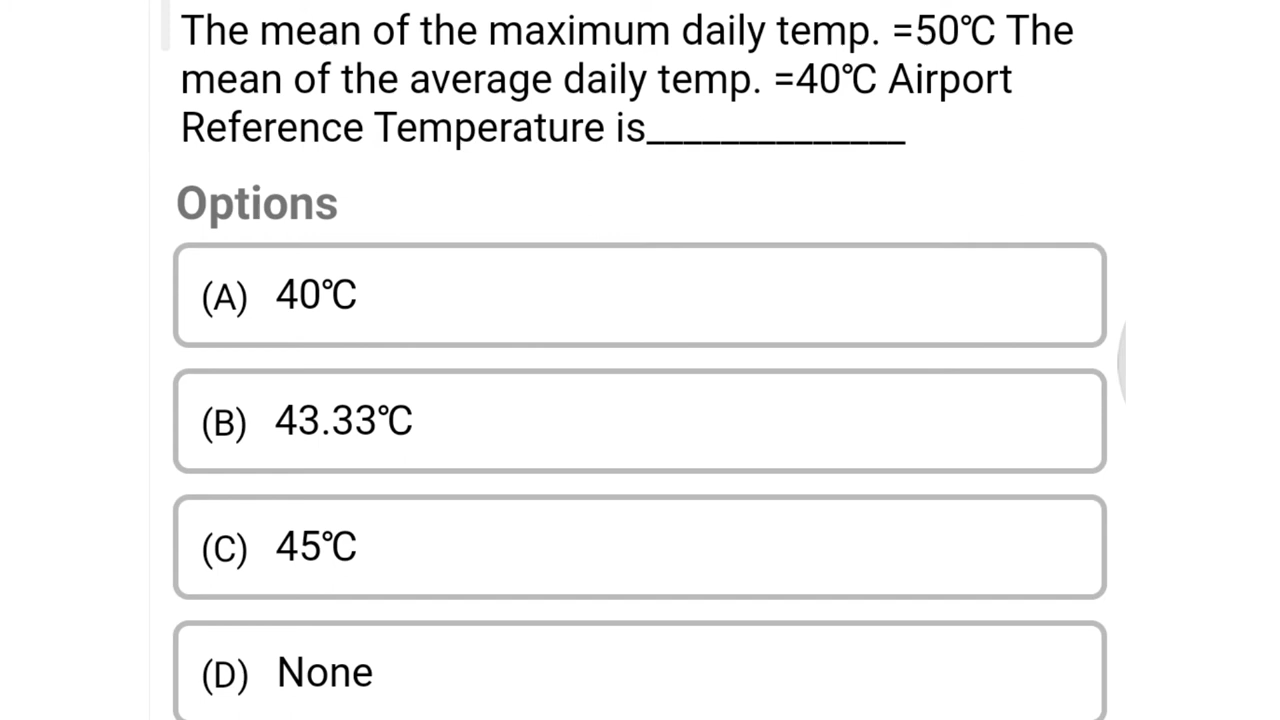 The mean of the maximum daily temp. =50℃ The
mean of the average daily temp. =40℃ Airport
Reference Temperature is______________
Options
(A) 40℃
(B) 43.33℃
(C) 45℃
(D) None